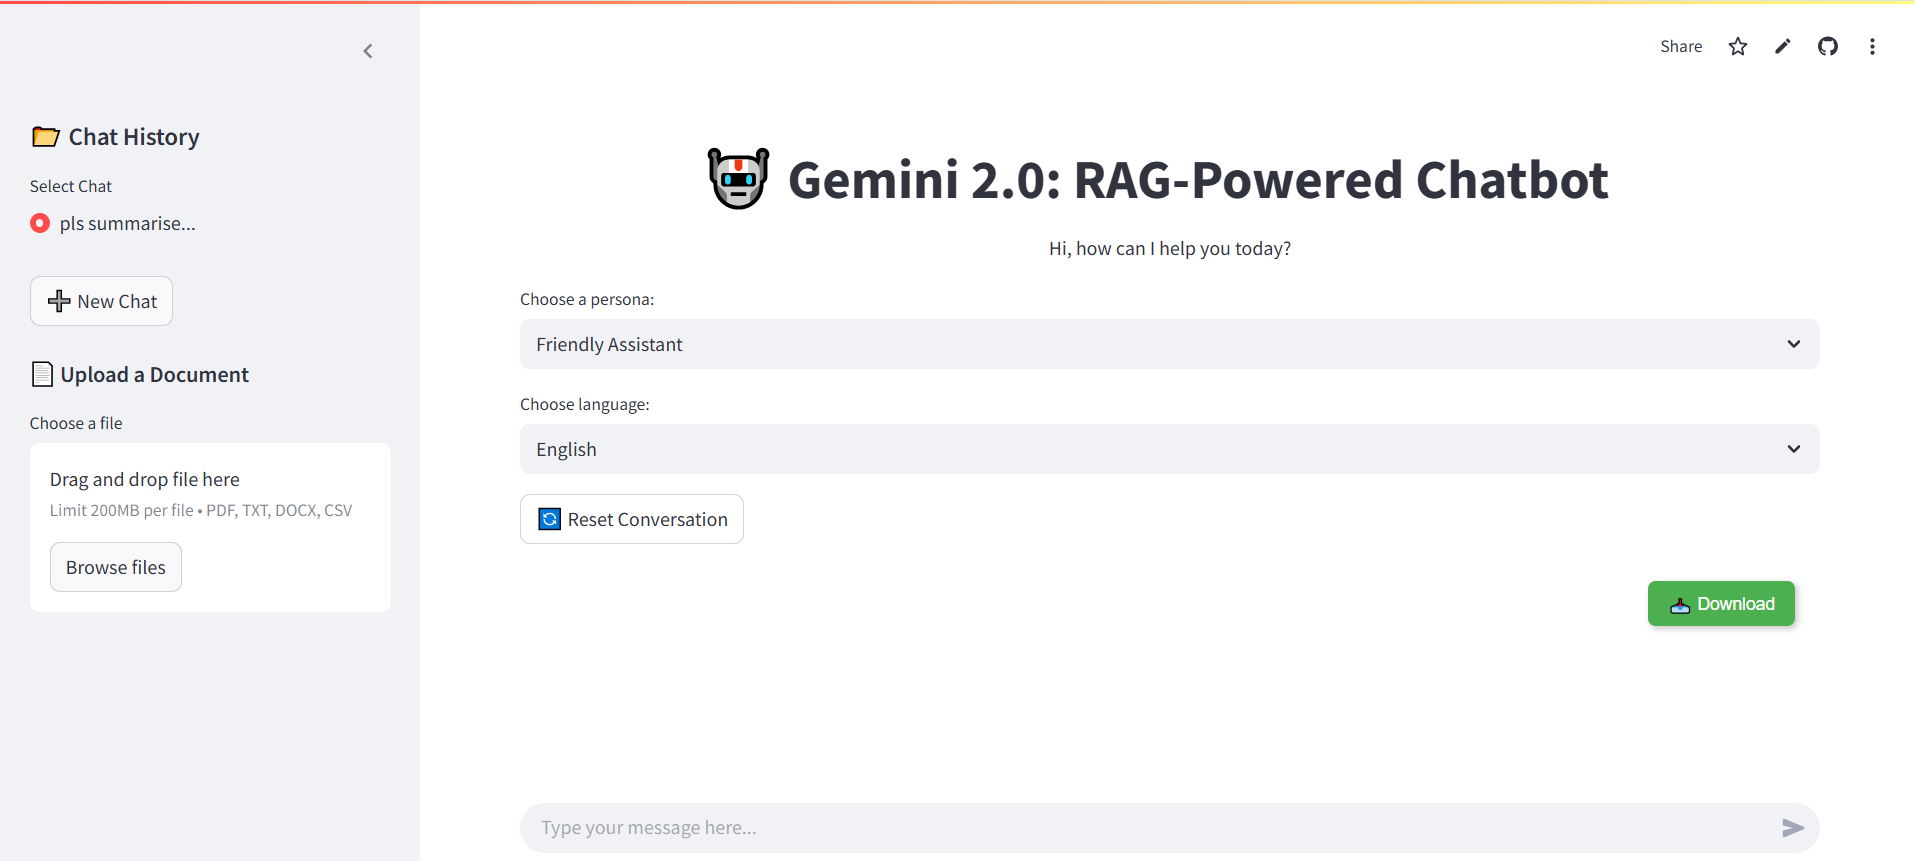 Chat History
Select Chat
pls summarise...
New Chat
Upload a Document
Choose a file
Drag and drop file here
Limit 200MB per file • PDF, TXT, DOCX, CSV
Browse files
Share
Gemini 2.0: RAG-Powered Chatbot
Hi, how can I help you today?
Choose a persona:
Friendly Assistant
Choose language:
English
Reset Conversation
Download
Type your message here...